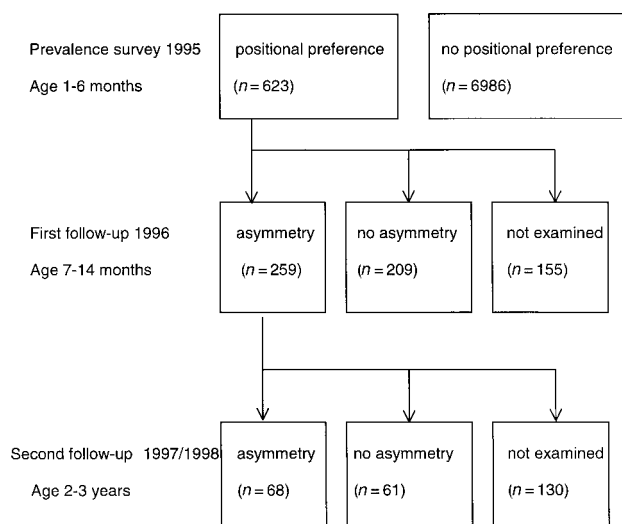 Prevalence survey 1995
Age 1-6 months
positional preference
(n = 623)
no positional preference
(n = 6986)
First follow-up 1996
Age 7-14 months
asymmetry
(n = 259)
no asymmetry
(n = 209)
not examined
(n = 155)
Second follow-up 1997/1998
Age 2-3 years
asymmetry
(n = 68)
no asymmetry
(n = 61)
not examined
(n = 130)